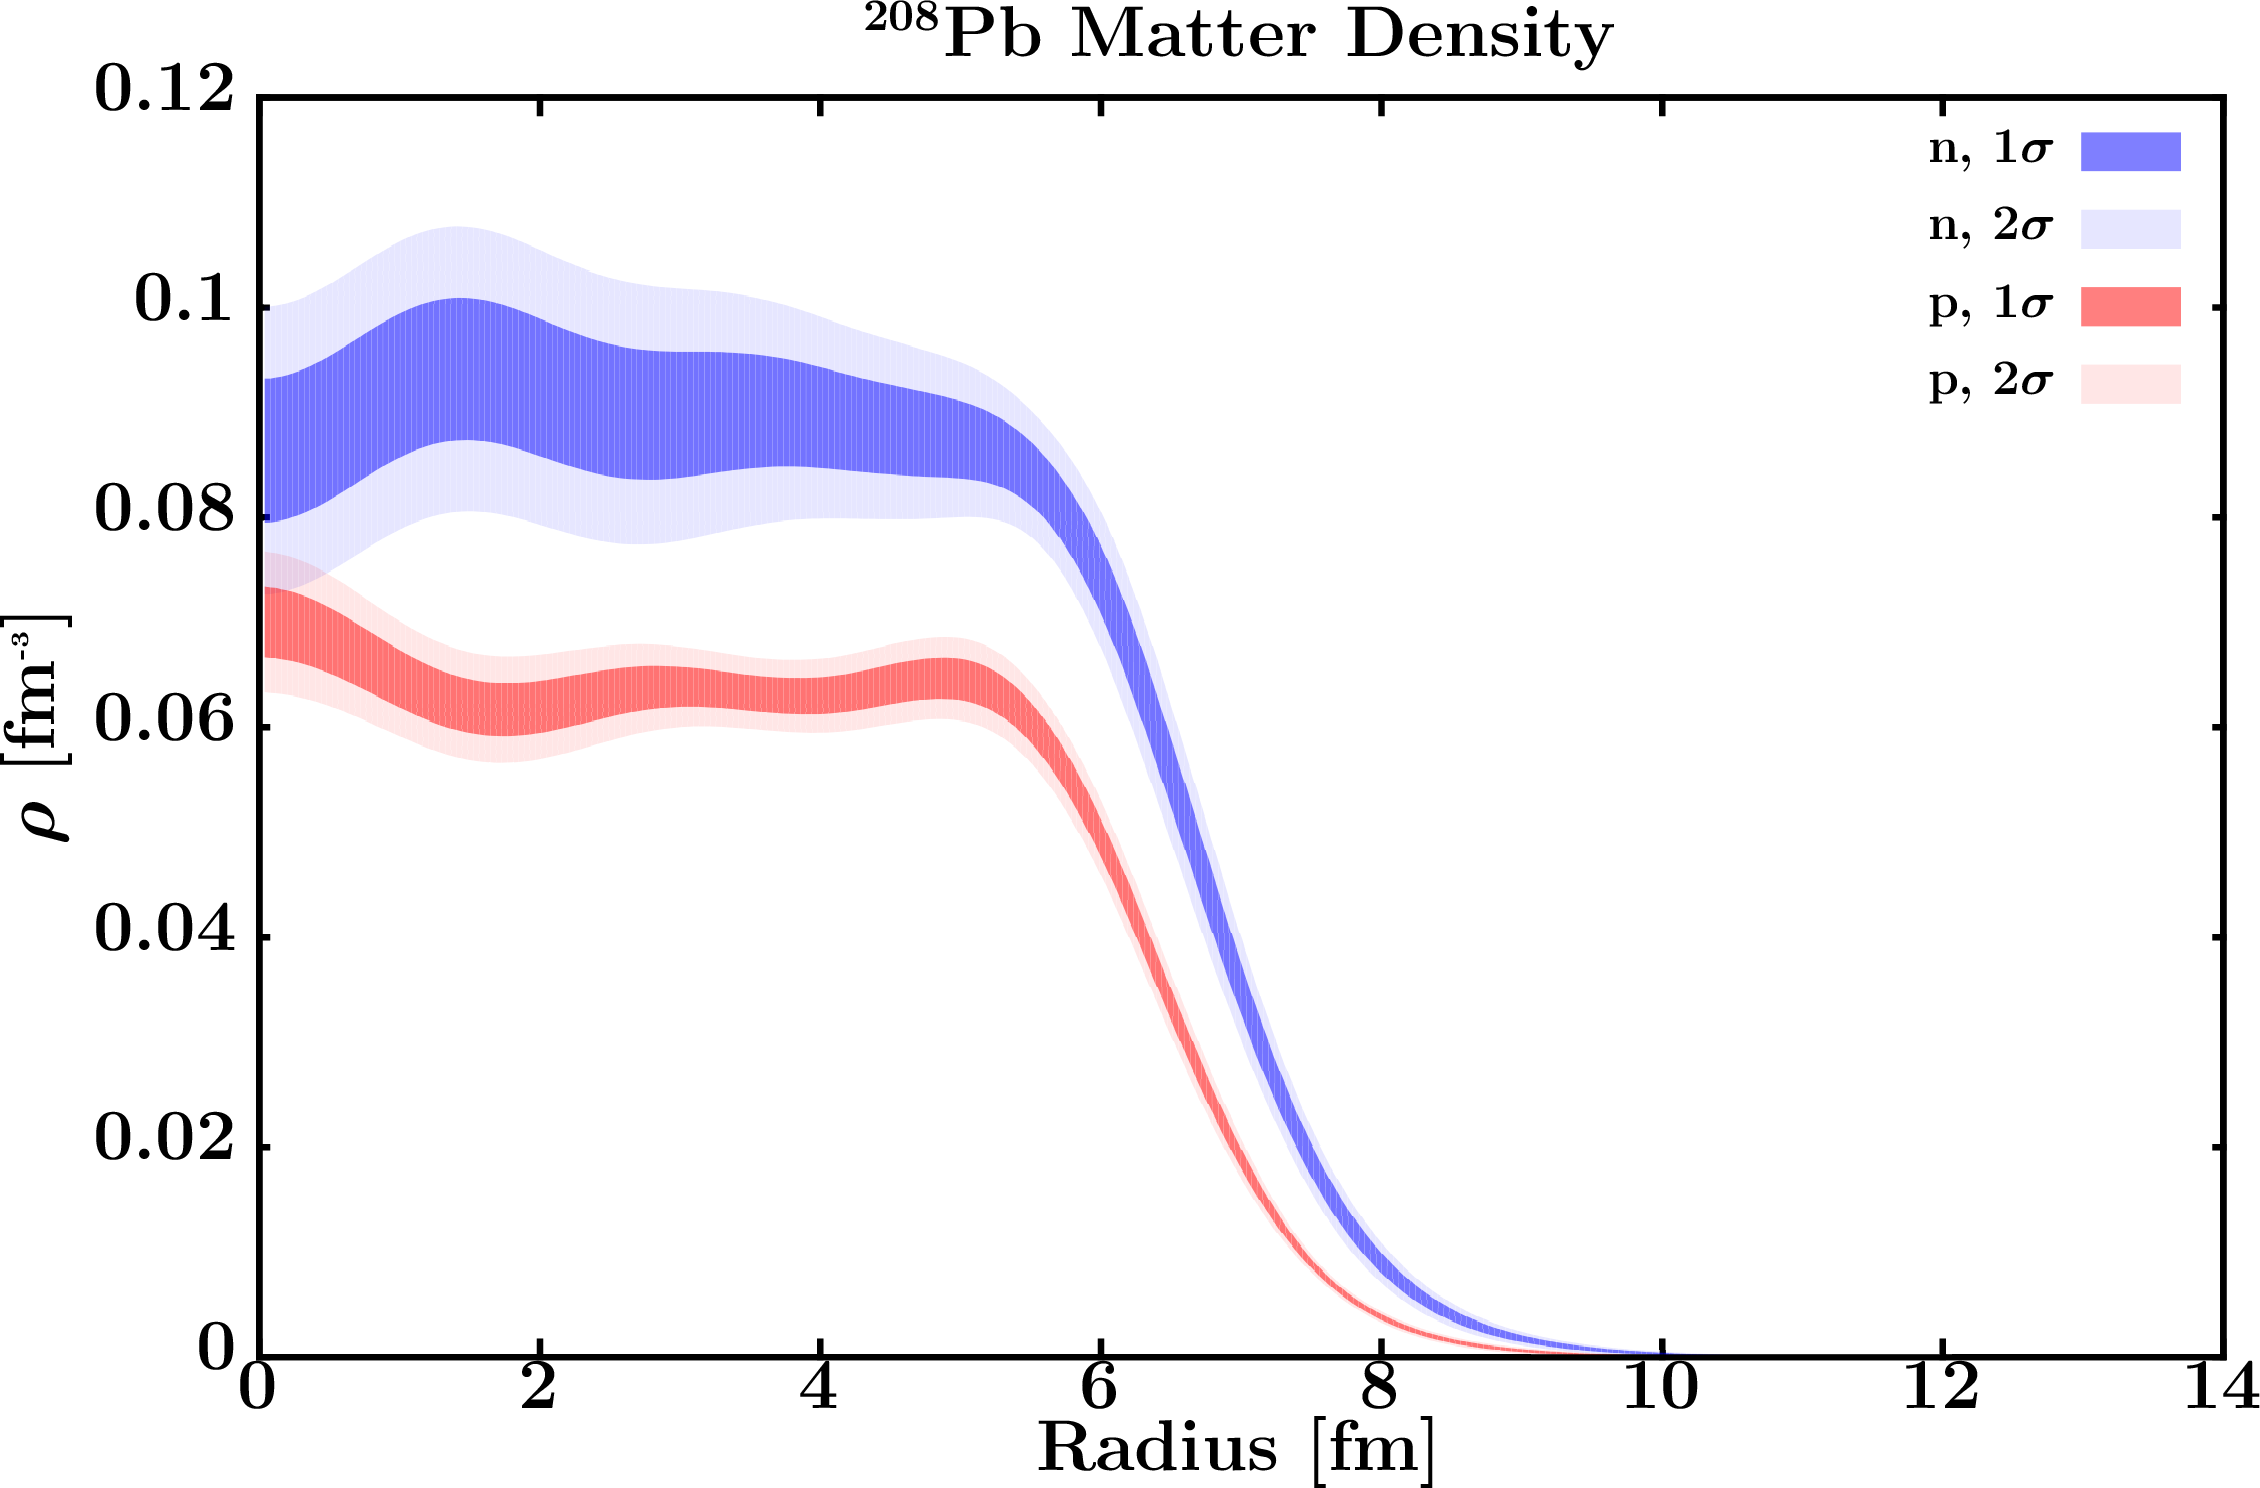 ²⁰⁸Pb Matter Density
0.12
0.1
0.08
0.06
0.04
0.02
0
ρ [fm⁻³]
n, 1σ
n, 2σ
p, 1σ
p, 2σ
0 2 4 6 8 10 12 14
Radius [fm]